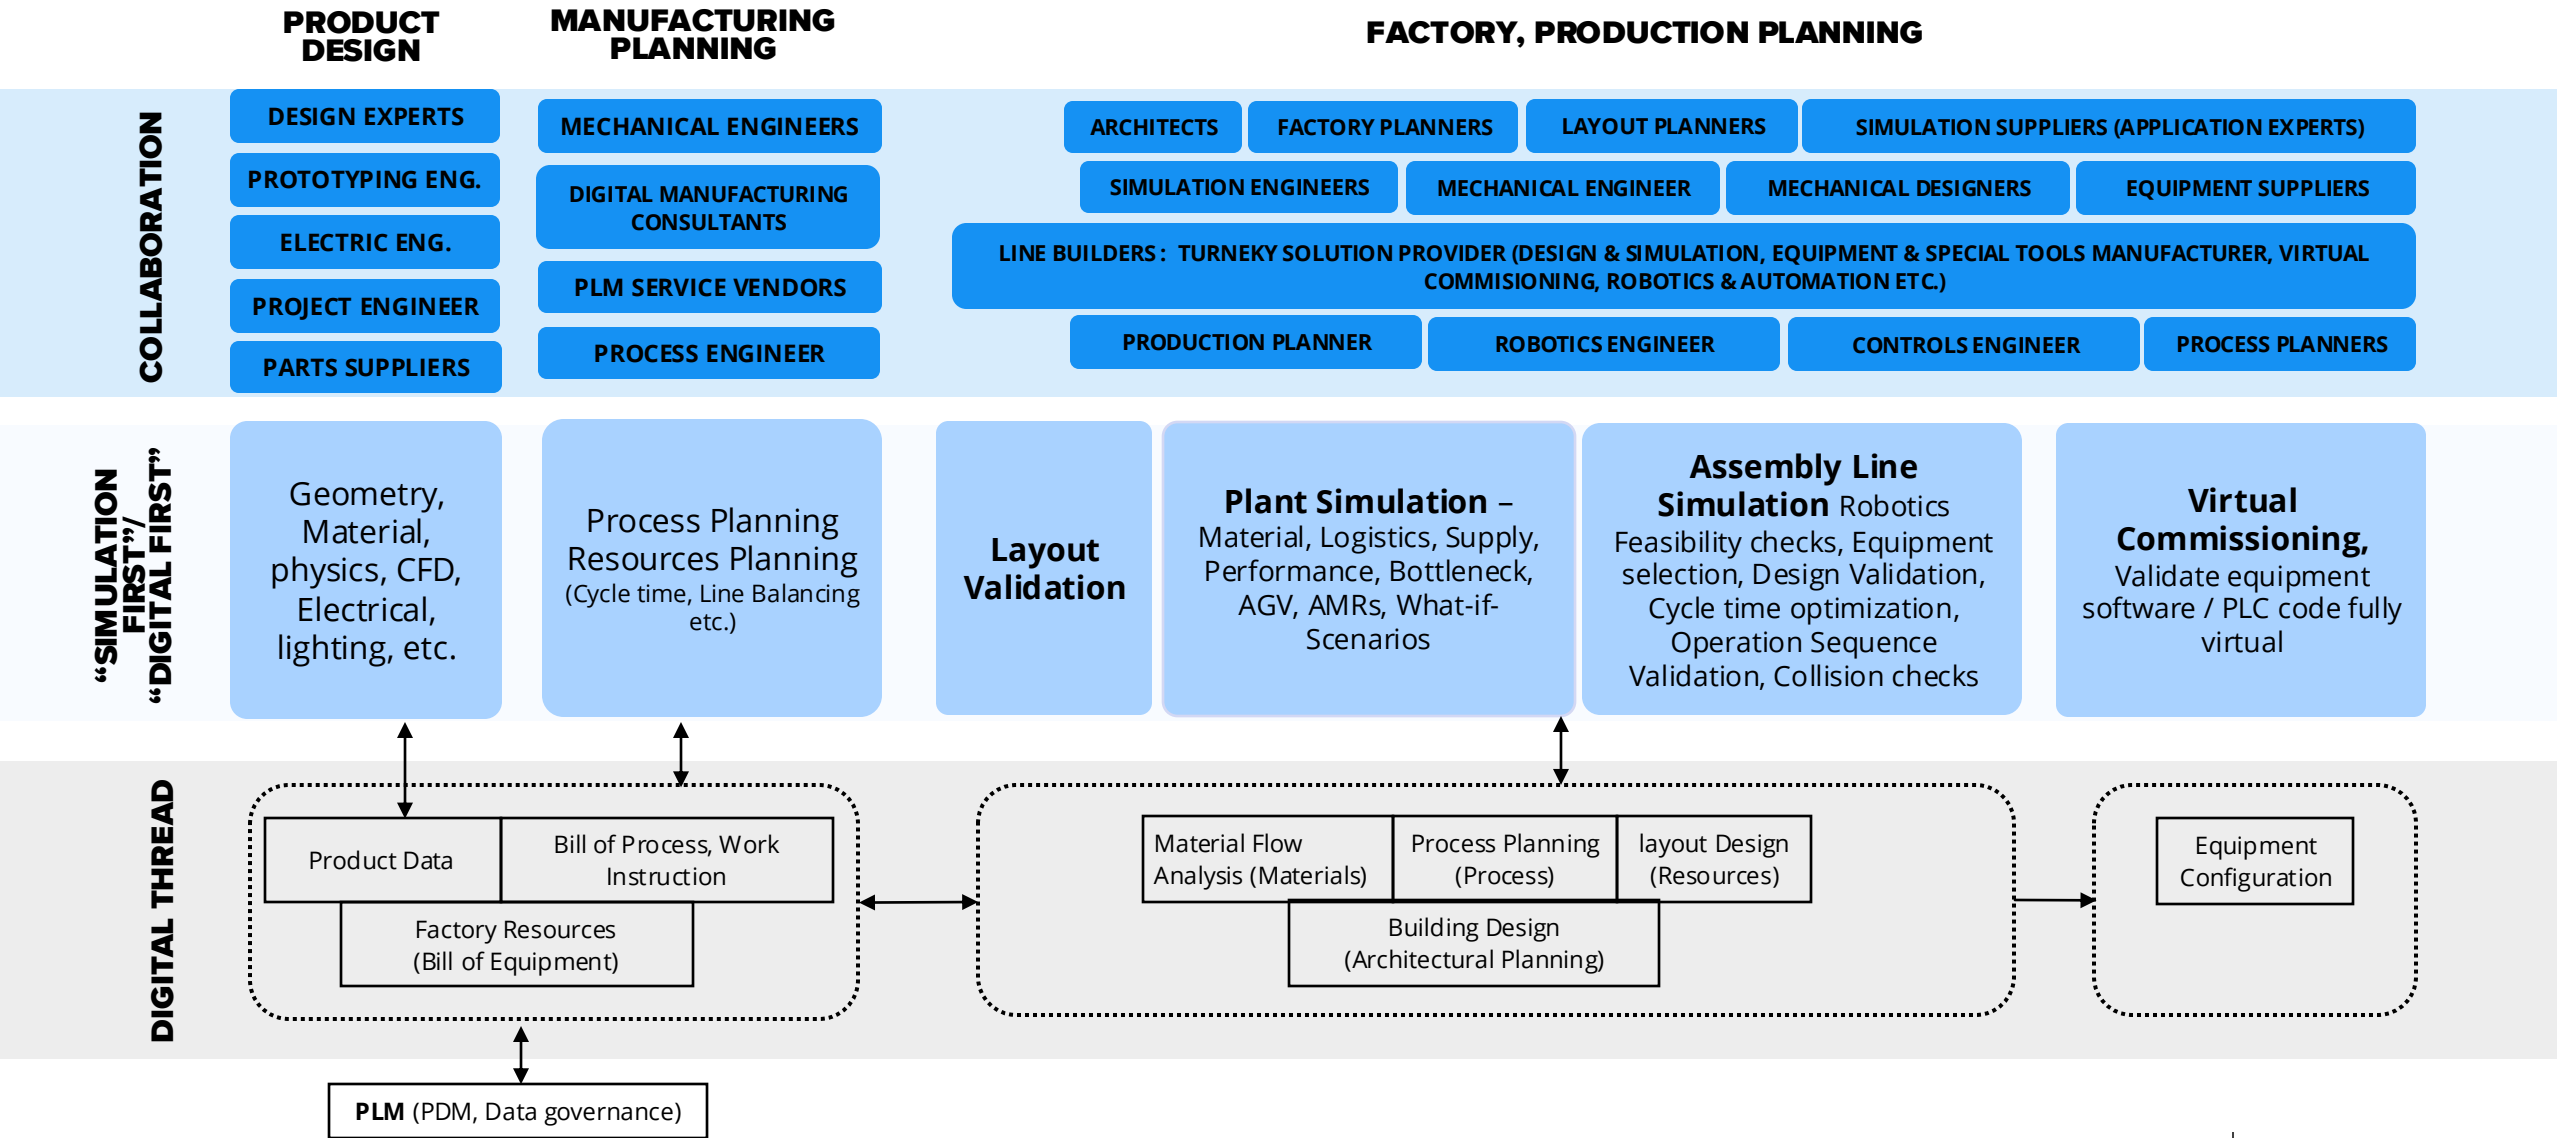 PRODUCT
DESIGN
MANUFACTURING
PLANNING
FACTORY, PRODUCTION PLANNING
COLLABORATION
DESIGN EXPERTS
PROTOTYPING ENG.
ELECTRIC ENG.
PROJECT ENGINEER
PARTS SUPPLIERS
MECHANICAL ENGINEERS
DIGITAL MANUFACTURING
CONSULTANTS
PLM SERVICE VENDORS
PROCESS ENGINEER
ARCHITECTS
FACTORY PLANNERS
LAYOUT PLANNERS
SIMULATION SUPPLIERS (APPLICATION EXPERTS)
SIMULATION ENGINEERS
MECHANICAL ENGINEER
MECHANICAL DESIGNERS
EQUIPMENT SUPPLIERS
LINE BUILDERS : TURNEKY SOLUTION PROVIDER (DESIGN & SIMULATION, EQUIPMENT & SPECIAL TOOLS MANUFACTURER, VIRTUAL
COMMISIONING, ROBOTICS & AUTOMATION ETC.)
PRODUCTION PLANNER
ROBOTICS ENGINEER
CONTROLS ENGINEER
PROCESS PLANNERS
“SIMULATION
FIRST”/
“DIGITAL FIRST”
Geometry,
Material,
physics, CFD,
Electrical,
lighting, etc.
Process Planning
Resources Planning
(Cycle time, Line Balancing
etc.)
Layout
Validation
Plant Simulation –
Material, Logistics, Supply,
Performance, Bottleneck,
AGV, AMRs, What-if-
Scenarios
Assembly Line
Simulation Robotics
Feasibility checks, Equipment
selection, Design Validation,
Cycle time optimization,
Operation Sequence
Validation, Collision checks
Virtual
Commissioning,
Validate equipment
software / PLC code fully
virtual
DIGITAL THREAD
Product Data
Bill of Process, Work
Instruction
Factory Resources
(Bill of Equipment)
Material Flow
Analysis (Materials)
Process Planning
(Process)
layout Design
(Resources)
Building Design
(Architectural Planning)
Equipment
Configuration
PLM (PDM, Data governance)